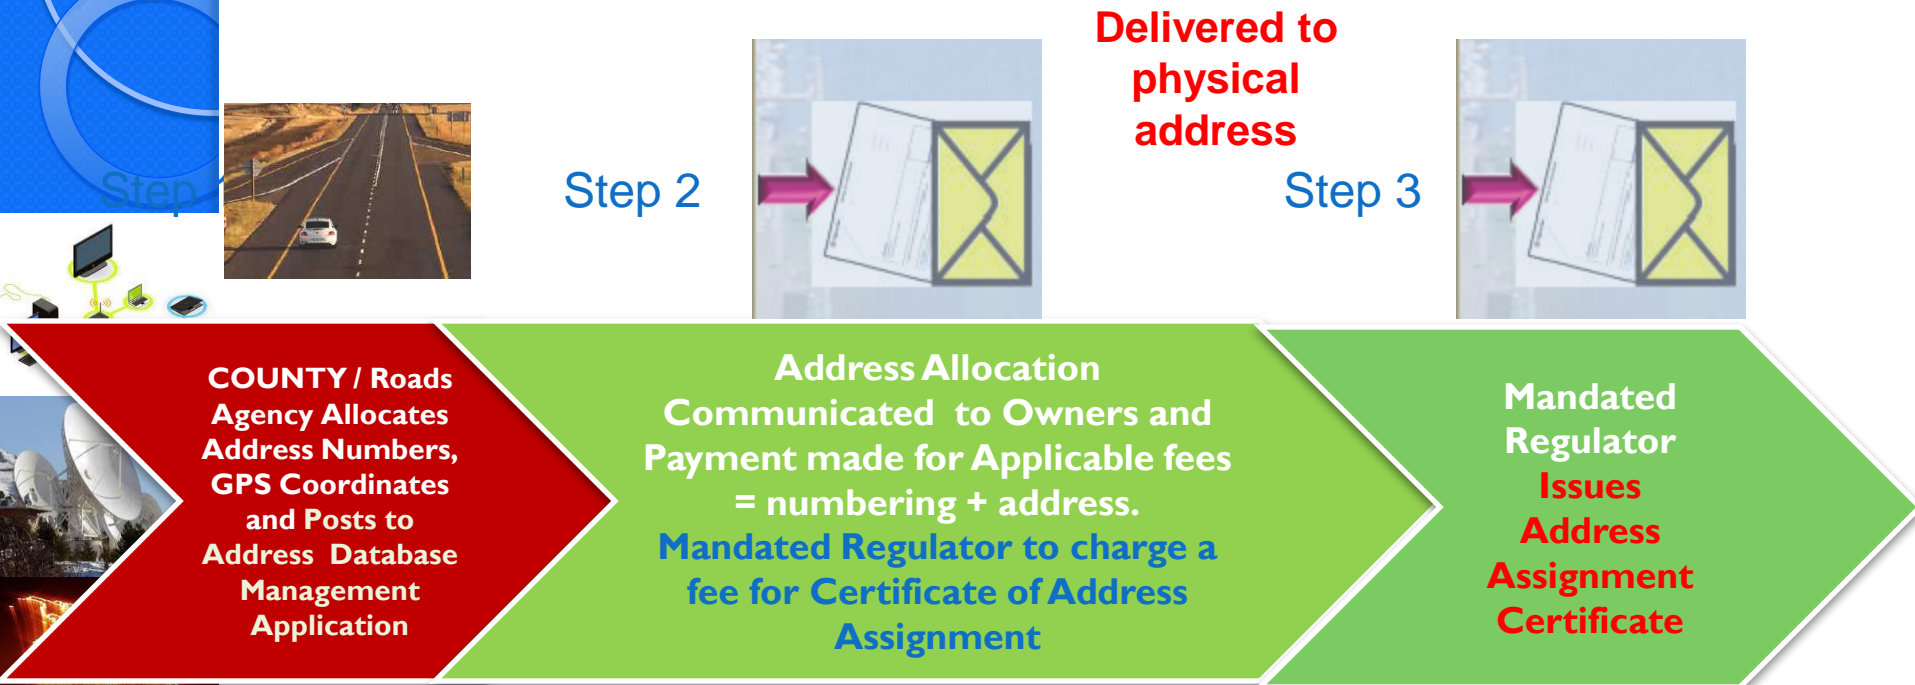 Delivered to
physical
address
Step 1
Step 2
Step 3
COUNTY / Roads
Agency Allocates
Address Numbers,
GPS Coordinates
and Posts to
Address Database
Management
Application
Address Allocation
Communicated to Owners and
Payment made for Applicable fees
= numbering + address.
Mandated Regulator to charge a
fee for Certificate of Address
Assignment
Mandated
Regulator
Issues
Address
Assignment
Certificate